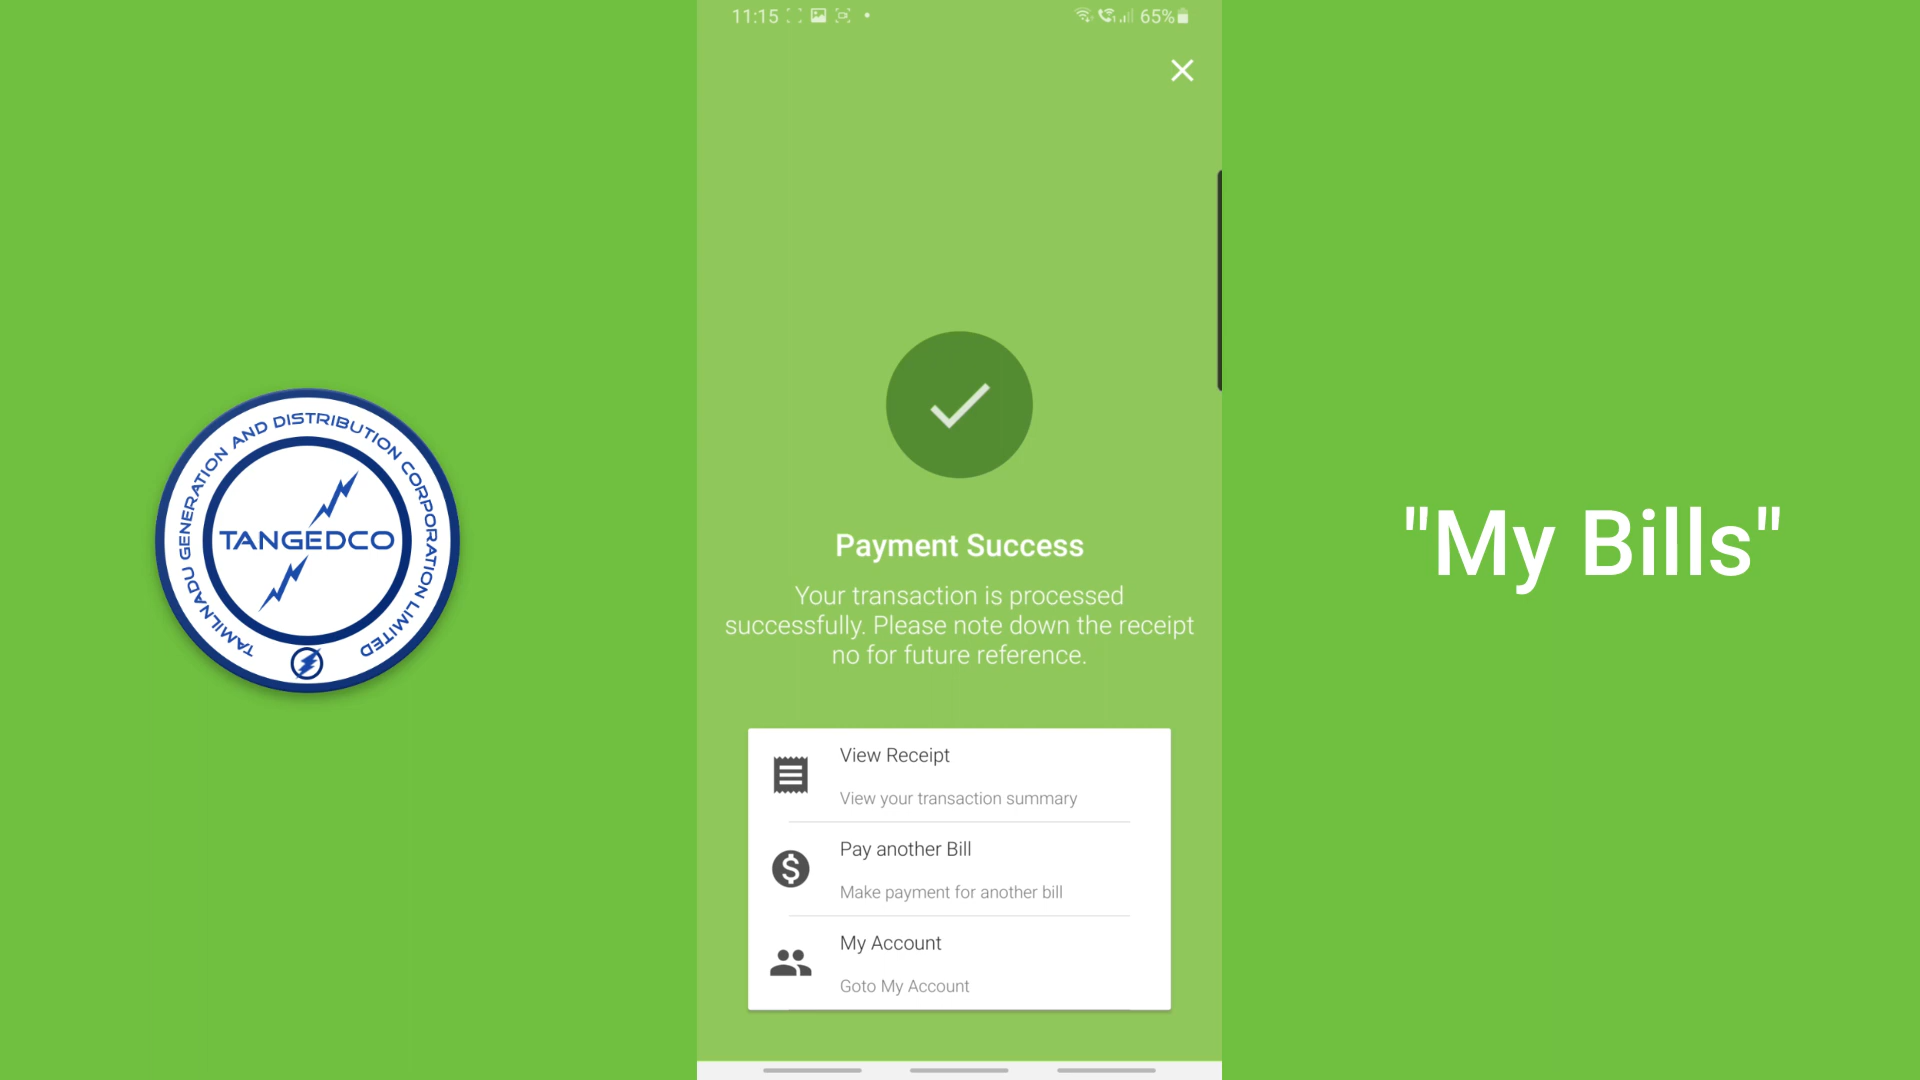 11:15
65%
TAMILNADU GENERATION AND DISTRIBUTION CORPORATION LIMITED
TANGEDCO
Payment Success
Your transaction is processed
successfully. Please note down the receipt
no for future reference.
View Receipt
View your transaction summary
Pay another Bill
Make payment for another bill
My Account
Goto My Account
"My Bills"